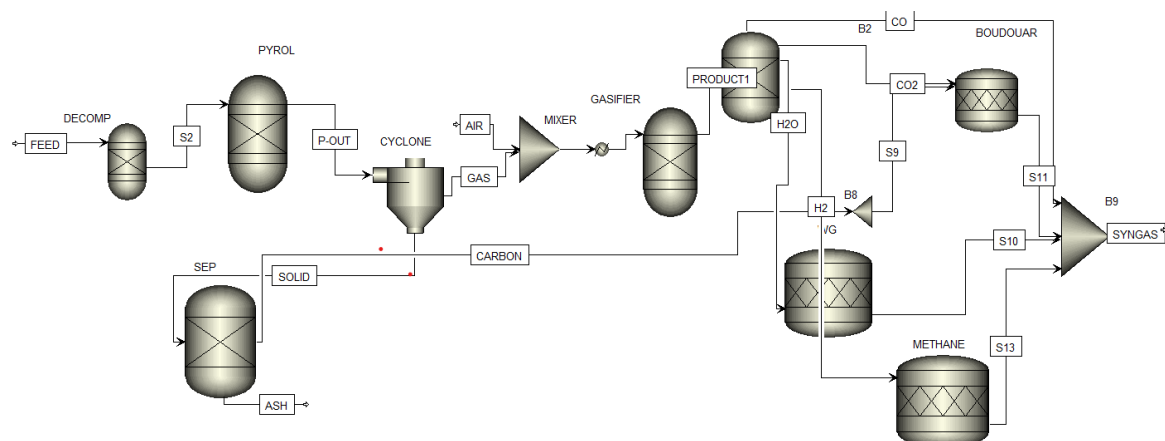 CO
B2
BOUDOUAR
PYROL
PRODUCT1
CO2
GASIFIER
DECOMP
AIR
MIXER
H2O
FEED
S2
P-OUT
CYCLONE
S9
GAS
S11
B8
B9
H2
SYNGAS
S10
CARBON
SEP
SOLID
METHANE
S13
ASH